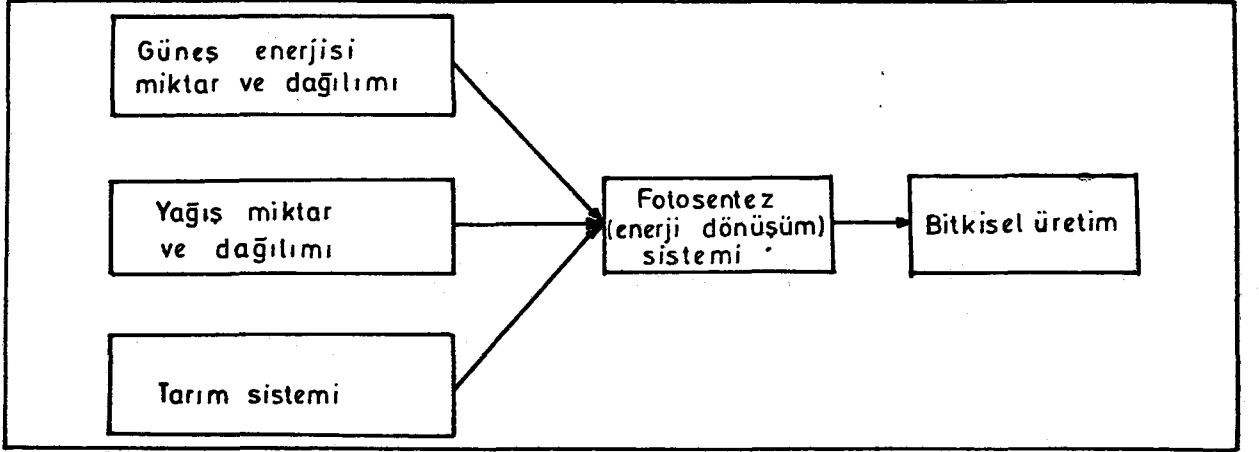 Güneş enerjisi
miktar ve dağılımı
Yağış miktar
ve dağılımı
Tarım sistemi
Fotosentez
(enerji dönüşüm)
sistemi
Bitkisel üretim